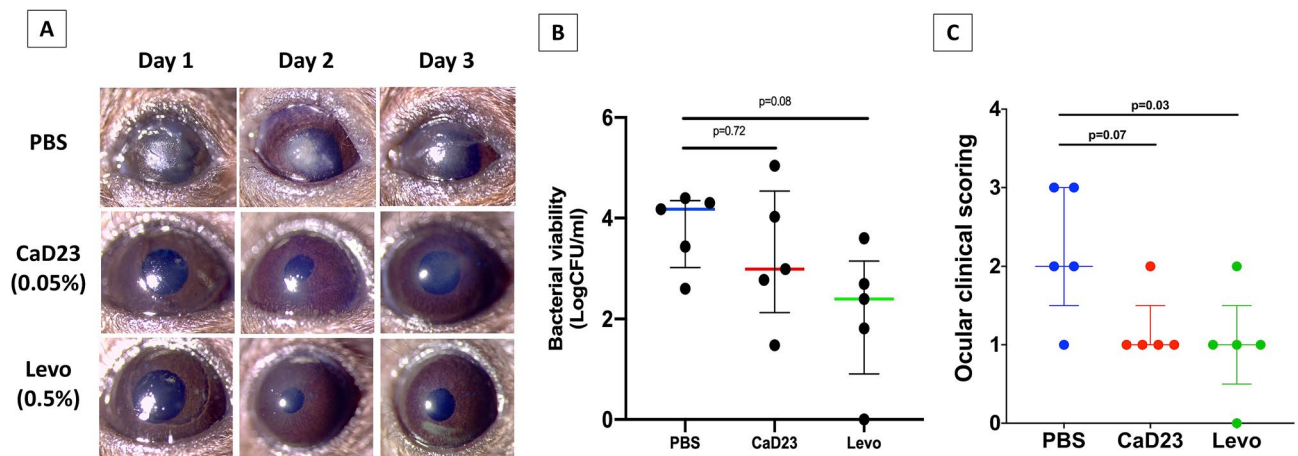 A
Day 1 Day 2 Day 3
PBS
CaD23
(0.05%)
Levo
(0.5%)
B
Bacterial viability
(LogCFU/ml)
6
4
2
0
p=0.08
p=0.72
PBS CaD23 Levo
C
Ocular clinical scoring
4
3
2
1
0
p=0.03
p=0.07
PBS CaD23 Levo